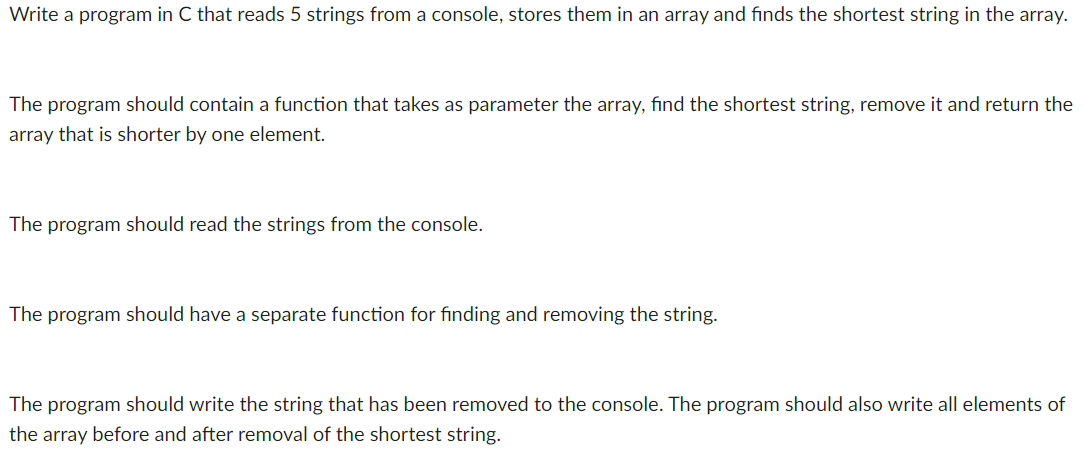 Write a program in C that reads 5 strings from a console, stores them in an array and finds the shortest string in the array.
The program should contain a function that takes as parameter the array, find the shortest string, remove it and return the
array that is shorter by one element.
The program should read the strings from the console.
The program should have a separate function for finding and removing the string.
The program should write the string that has been removed to the console. The program should also write all elements of
the array before and after removal of the shortest string.